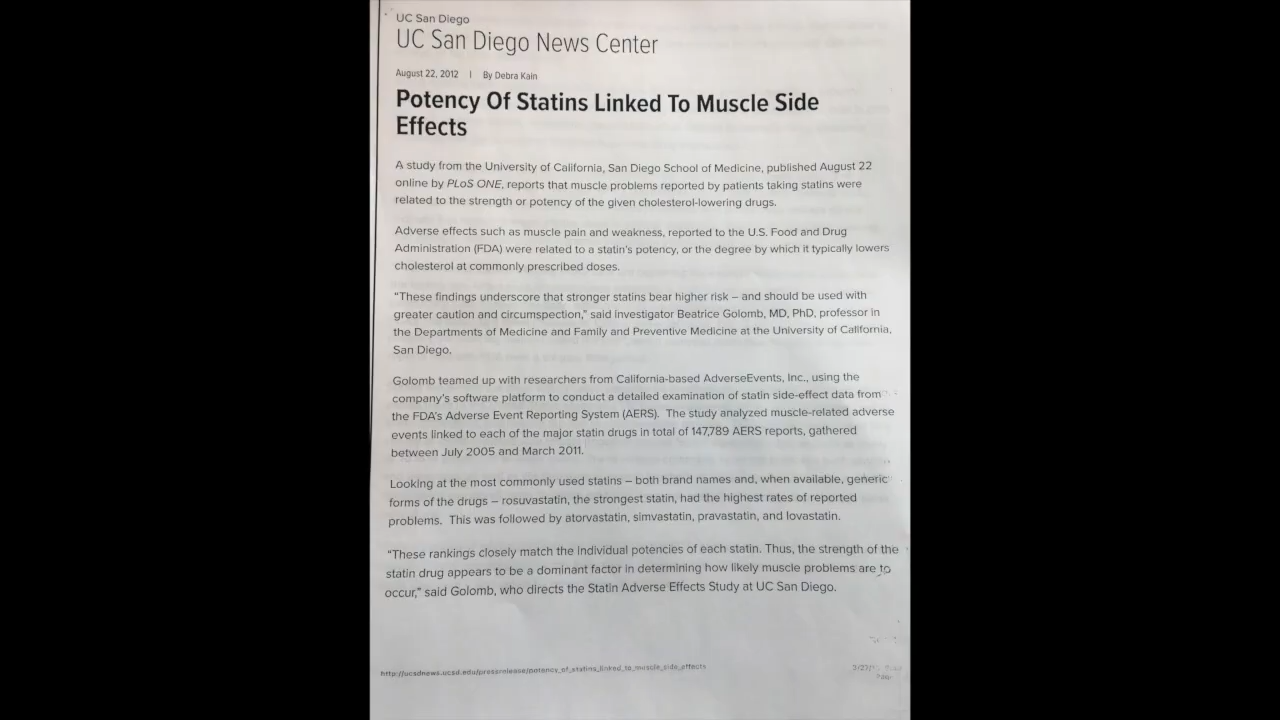 UC San Diego
UC San Diego News Center
August 22, 2012 | By Debra Kain
Potency Of Statins Linked To Muscle Side
Effects
A study from the University of California, San Diego School of Medicine, published August 22
online by PLoS ONE, reports that muscle problems reported by patients taking statins were
related to the strength or potency of the given cholesterol-lowering drugs.
Adverse effects such as muscle pain and weakness, reported to the U.S. Food and Drug
Administration (FDA) were related to a statin's potency, or the degree by which it typically lowers
cholesterol at commonly prescribed doses.
"These findings underscore that stronger statins bear higher risk – and should be used with
greater caution and circumspection," said investigator Beatrice Golomb, MD, PhD, professor in
the Departments of Medicine and Family and Preventive Medicine at the University of California,
San Diego.
Golomb teamed up with researchers from California-based AdverseEvents, Inc., using the
company's software platform to conduct a detailed examination of statin side-effect data from
the FDA's Adverse Event Reporting System (AERS). The study analyzed muscle-related adverse
events linked to each of the major statin drugs in total of 147,789 AERS reports, gathered
between July 2005 and March 2011.
Looking at the most commonly used statins – both brand names and, when available, generic
forms of the drugs – rosuvastatin, the strongest statin, had the highest rates of reported
problems. This was followed by atorvastatin, simvastatin, pravastatin, and lovastatin.
"These rankings closely match the individual potencies of each statin. Thus, the strength of the
statin drug appears to be a dominant factor in determining how likely muscle problems are to
occur," said Golomb, who directs the Statin Adverse Effects Study at UC San Diego.
http://ucsdnews.ucsd.edu/pressrelease/potency_of_statins_linked_to_muscle_side_effects